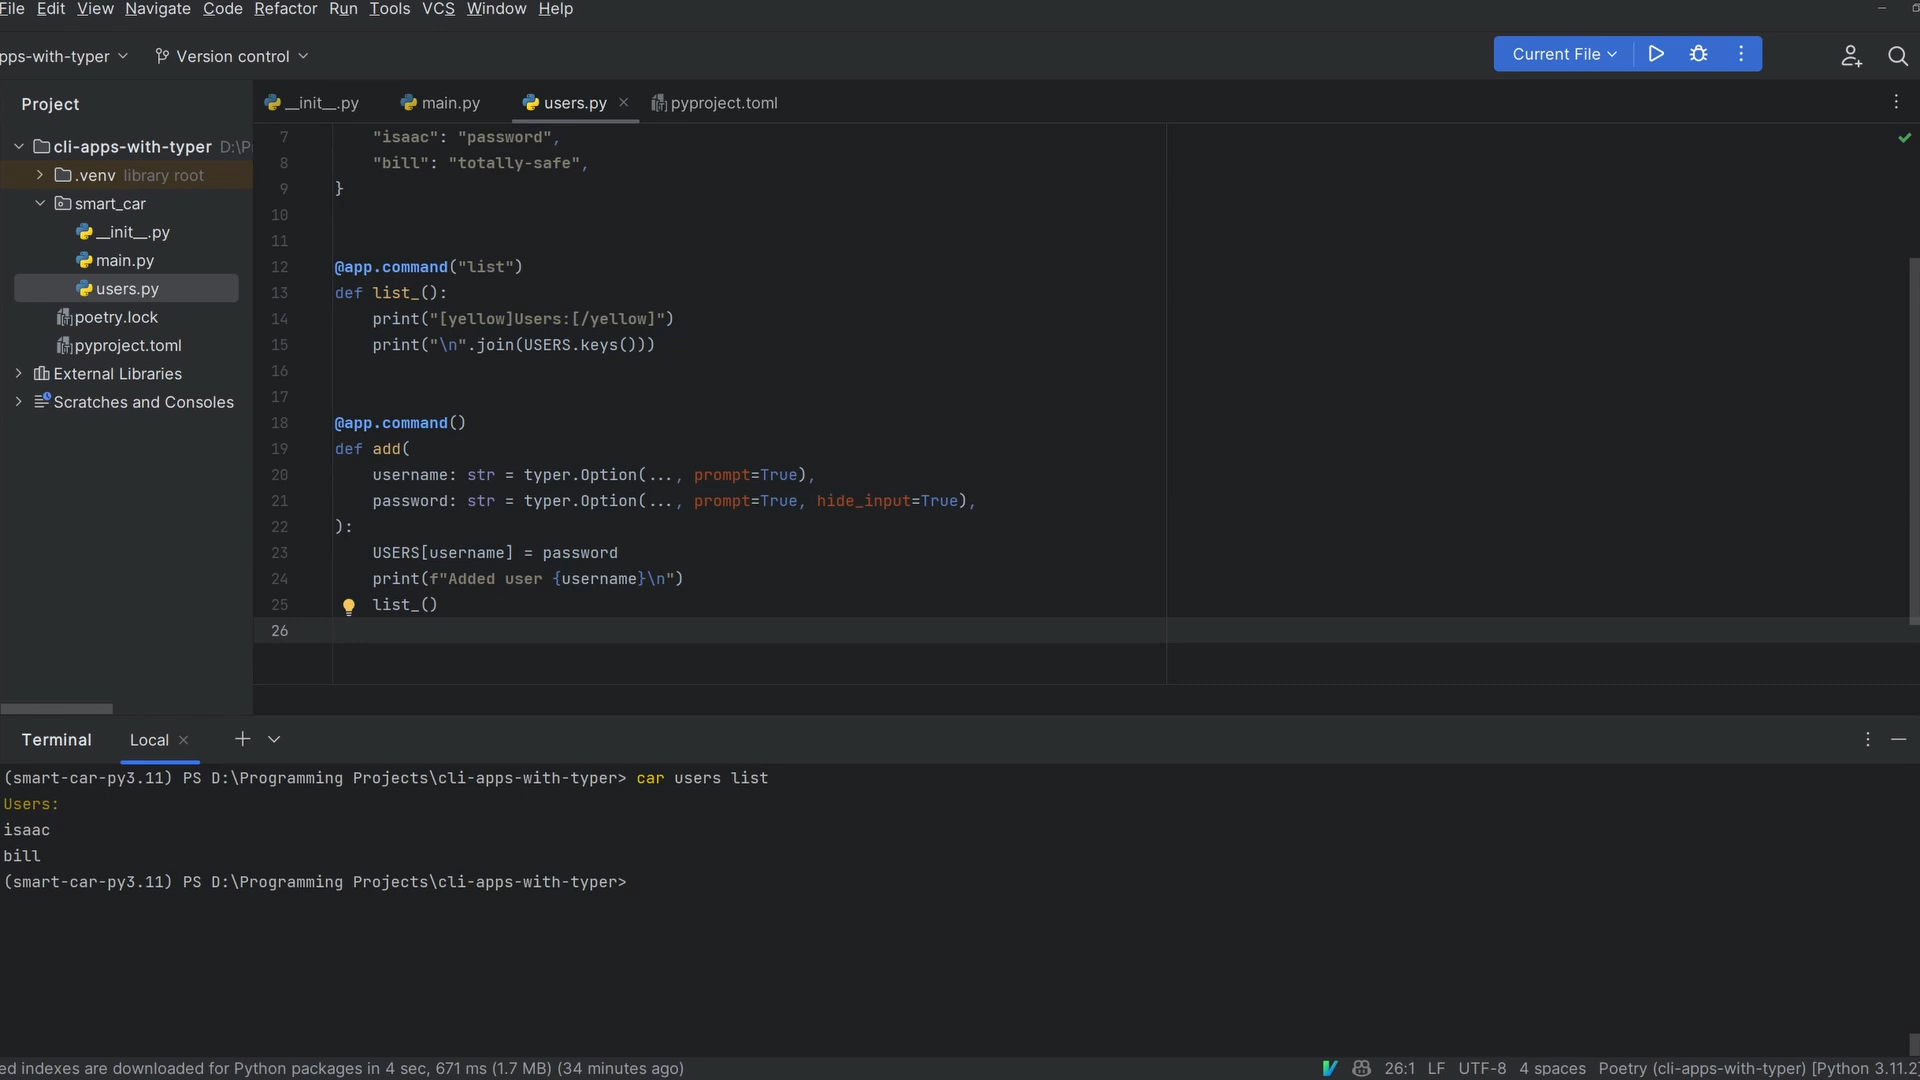 File Edit View Navigate Code Refactor Run Tools VCS Window Help
pps-with-typer Version control Current File
Project
cli-apps-with-typer D:\P
.venv library root
smart_car
__init__.py
main.py
users.py
poetry.lock
pyproject.toml
External Libraries
Scratches and Consoles
__init__.py main.py users.py pyproject.toml
7 "isaac": "password",
8 "bill": "totally-safe",
9 }
10
11
12 @app.command("list")
13 def list_():
14 print("[yellow]Users:[/yellow]")
15 print("\n".join(USERS.keys()))
16
17
18 @app.command()
19 def add(
20 username: str = typer.Option(..., prompt=True),
21 password: str = typer.Option(..., prompt=True, hide_input=True),
22 ):
23 USERS[username] = password
24 print(f"Added user {username}\n")
25 list_()
26
Terminal Local
(smart-car-py3.11) PS D:\Programming Projects\cli-apps-with-typer> car users list
Users:
isaac
bill
(smart-car-py3.11) PS D:\Programming Projects\cli-apps-with-typer>
ed indexes are downloaded for Python packages in 4 sec, 671 ms (1.7 MB) (34 minutes ago) 26:1 LF UTF-8 4 spaces Poetry (cli-apps-with-typer) [Python 3.11.2